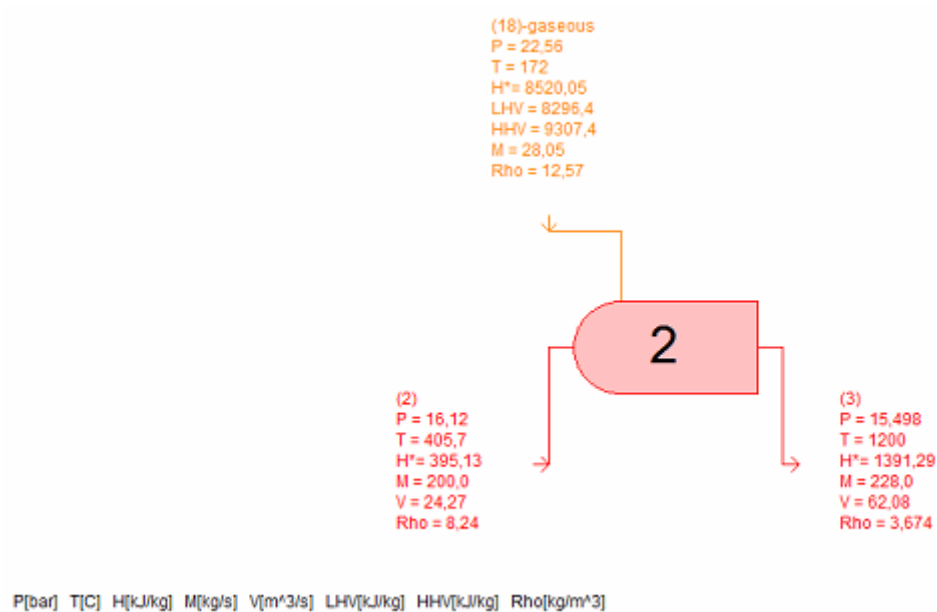 (18)-gaseous
P = 22,56
T = 172
H*= 8520,05
LHV = 8296,4
HHV = 9307,4
M = 28,05
Rho = 12,57
2
(2)
P = 16,12
T = 405,7
H*= 395,13
M = 200,0
V = 24,27
Rho = 8,24
(3)
P = 15,498
T = 1200
H*= 1391,29
M = 228,0
V = 62,08
Rho = 3,674
P[bar] T[C] H[kJ/kg] M[kg/s] V[m^3/s] LHV[kJ/kg] HHV[kJ/kg] Rho[kg/m^3]